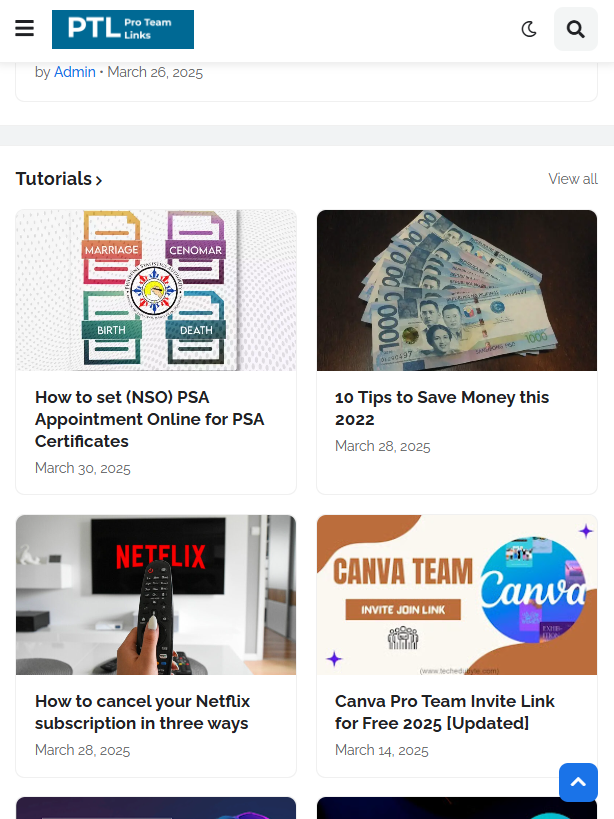 PTL Pro Team
Links
by Admin • March 26, 2025
Tutorials
View all
MARRIAGE
CENOMAR
BIRTH
DEATH
1000
1000
How to set (NSO) PSA
Appointment Online for PSA
Certificates
March 30, 2025
10 Tips to Save Money this
2022
March 28, 2025
NETFLIX
CANVA TEAM
INVITE JOIN LINK
Canva
(www.techedubyte.com)
How to cancel your Netflix
subscription in three ways
March 28, 2025
Canva Pro Team Invite Link
for Free 2025 [Updated]
March 14, 2025